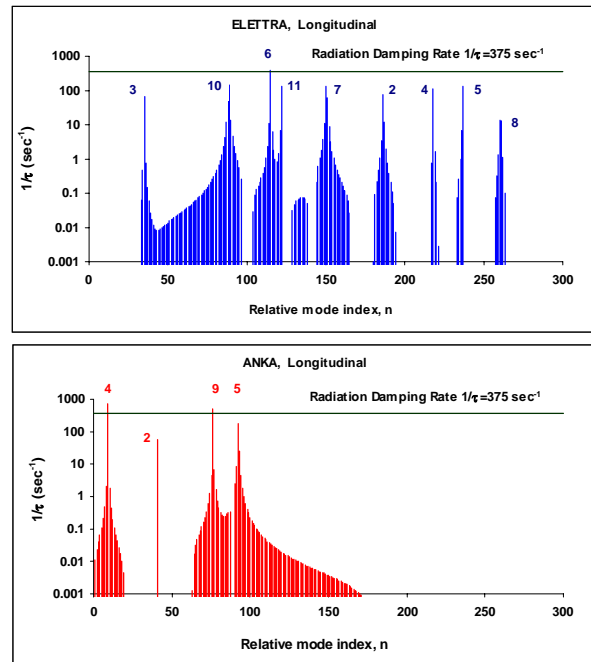 ELETTRA, Longitudinal
Radiation Damping Rate 1/τ=375 sec⁻¹
1/τ (sec⁻¹)
1000
100
10
1
0.1
0.01
0.001
3
10
6
11
7
2
4
5
8
0 50 100 150 200 250 300
Relative mode index, n
ANKA, Longitudinal
Radiation Damping Rate 1/τ=375 sec⁻¹
1/τ (sec⁻¹)
1000
100
10
1
0.1
0.01
0.001
4
2
9
5
0 50 100 150 200 250 300
Relative mode index, n